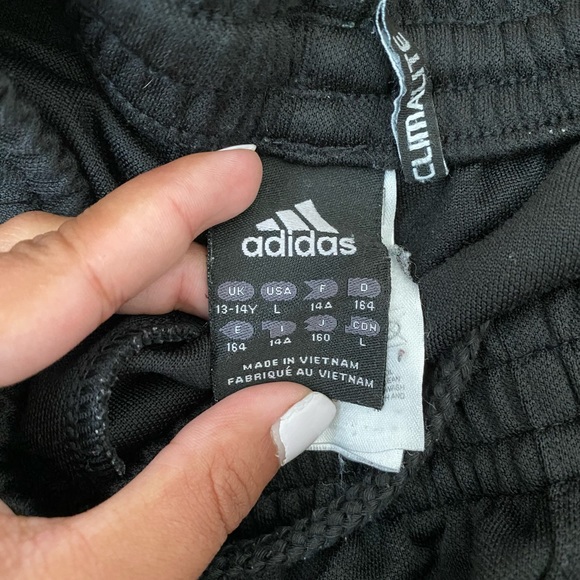 CLIMALITE
adidas
UK USA F D
13-14Y L 14A 164
E I J CDN
164 14A 160 L
MADE IN VIETNAM
FABRIQUÉ AU VIETNAM